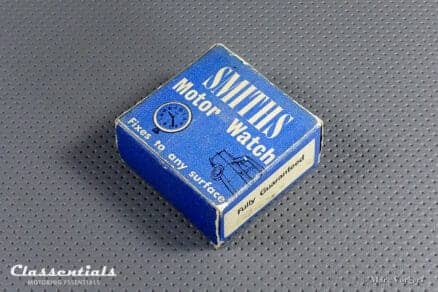 SMITHS
Motor Watch
Fixes to any surface
Fully Guaranteed
Classentials
MOTORING ESSENTIALS